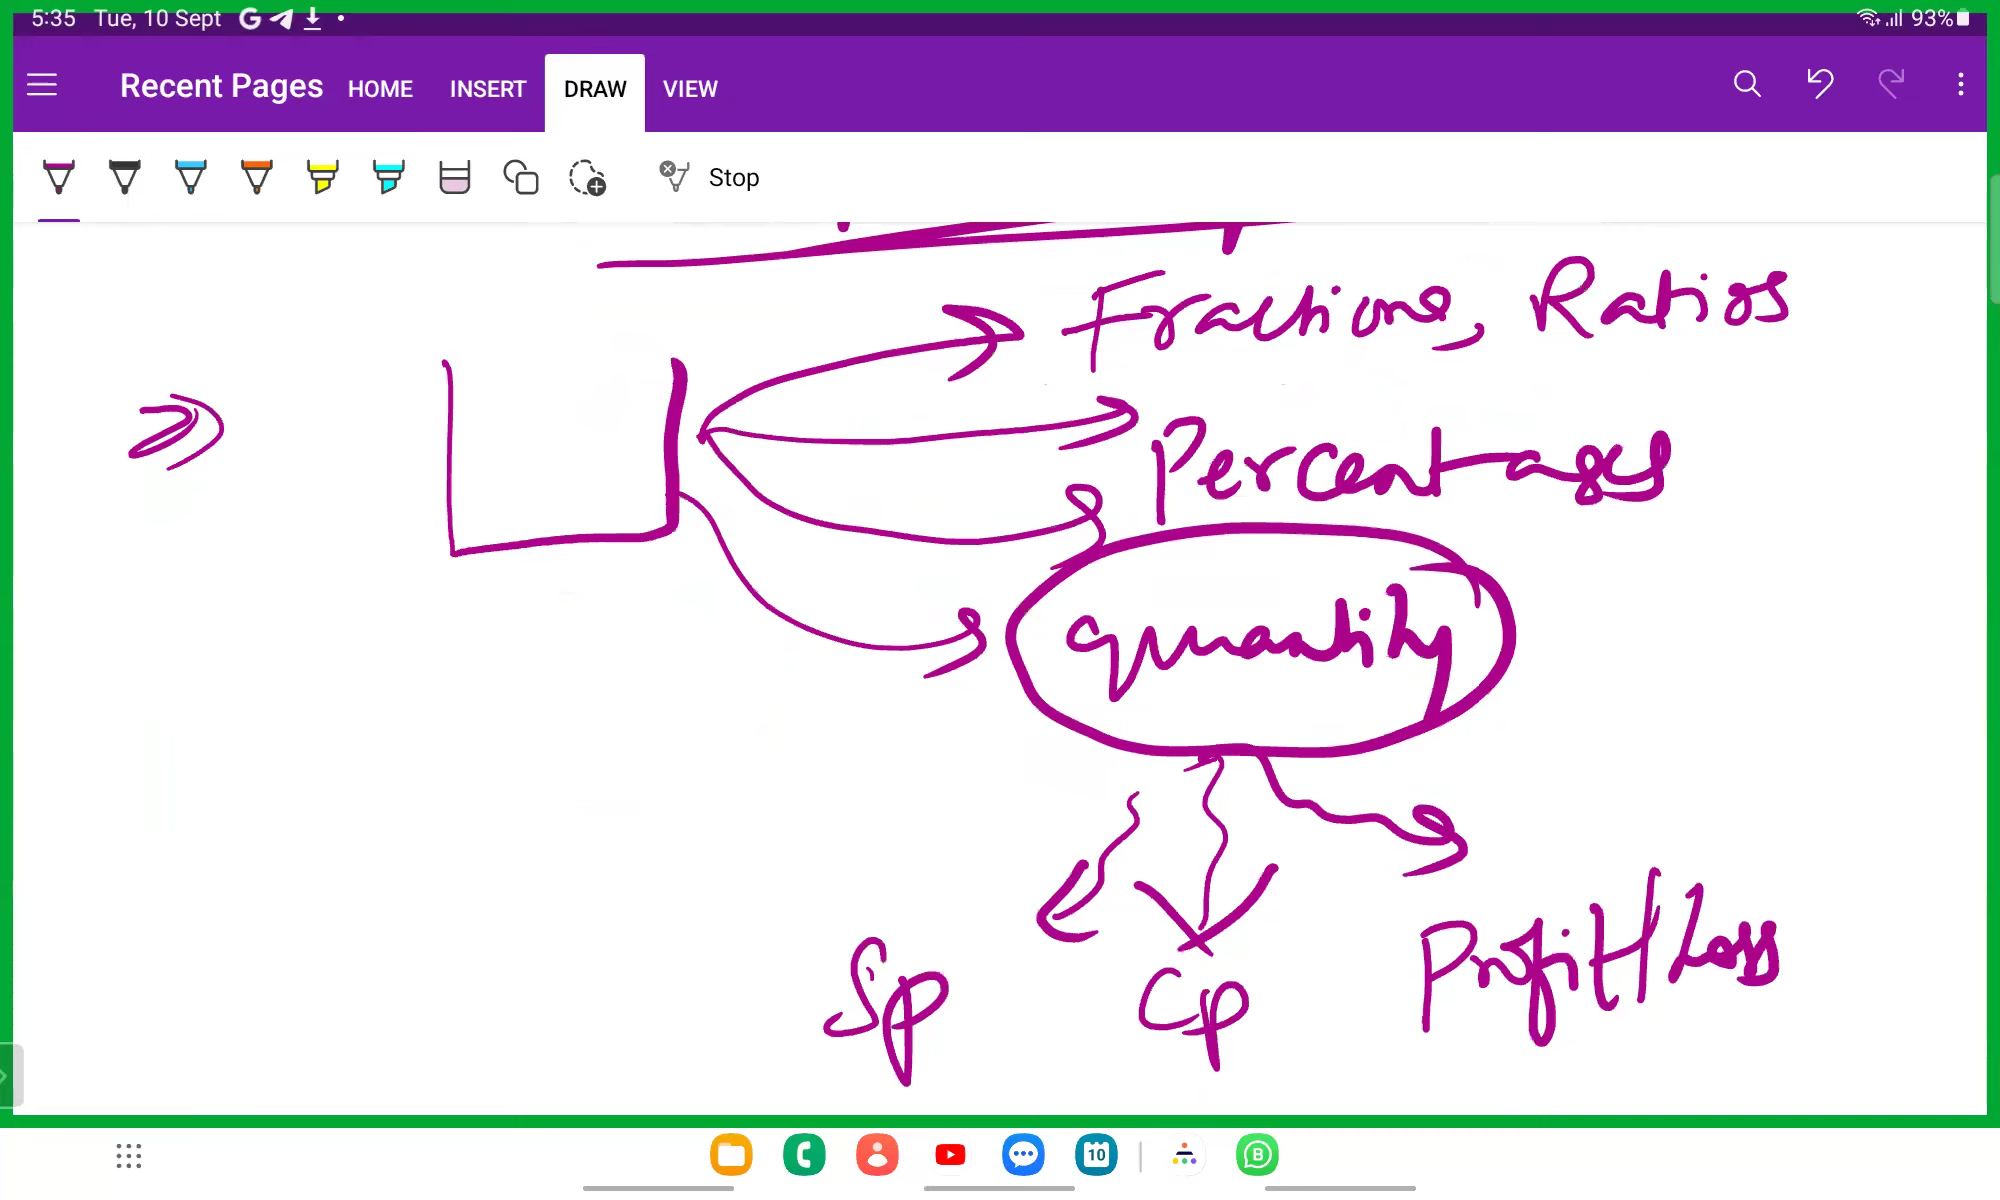 5:35 Tue, 10 Sept G 93%
Recent Pages HOME INSERT DRAW VIEW
Stop
Fractions, Ratios
Percentages
quantity
Sp Cp Profit/Loss
10 B